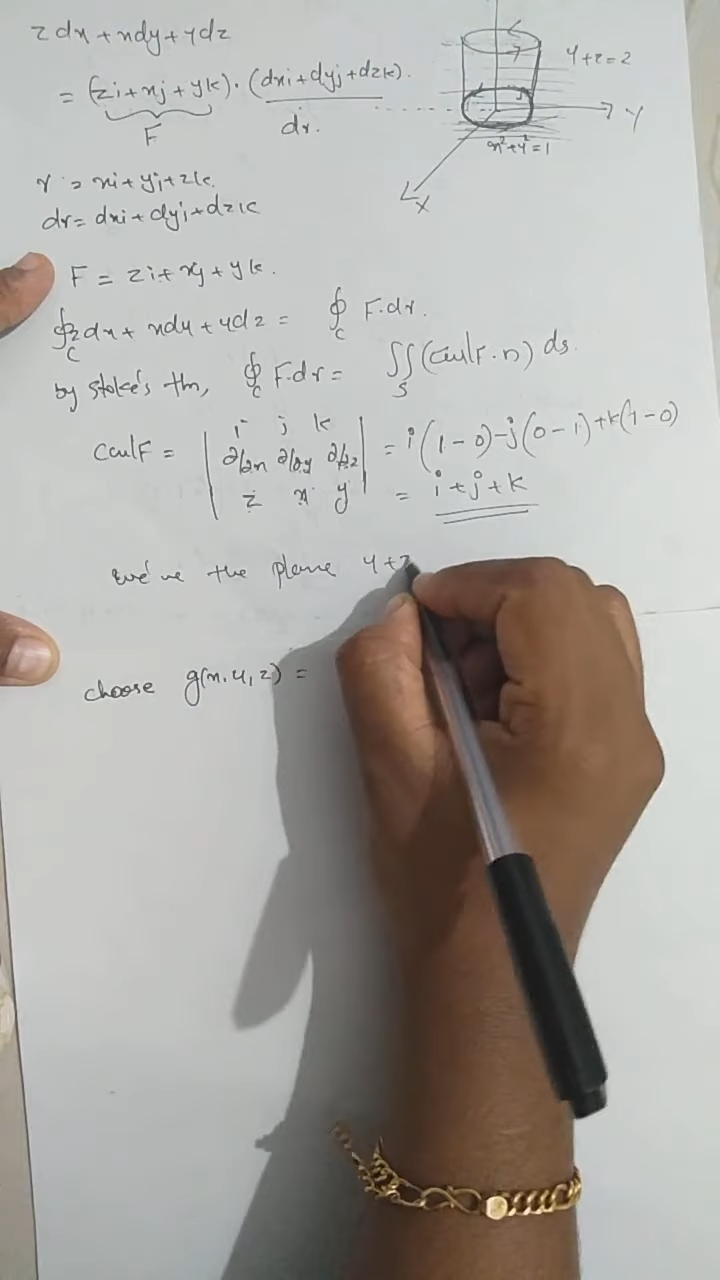 zdx + xdy + ydz
= (zi + xj + yk) · (dxi + dyj + dzk).
F
dr.
y + z = 2
Y
x² + y² = 1
X
r = xi + yj + zk
dr = dxi + dyj + dzk
F = zi + xj + yk.
∮zdx + xdy + ydz = ∮ F.dr.
C C
by stoke's thm, ∮ F.dr = ∬ (curlF . n) ds.
C S
i j k
CurlF = | ∂/∂x ∂/∂y ∂/∂z | = i(1-0) - j(0-1) + k(1-0)
z x y = i + j + k
we've the plane y + z
choose g(x, y, z) =